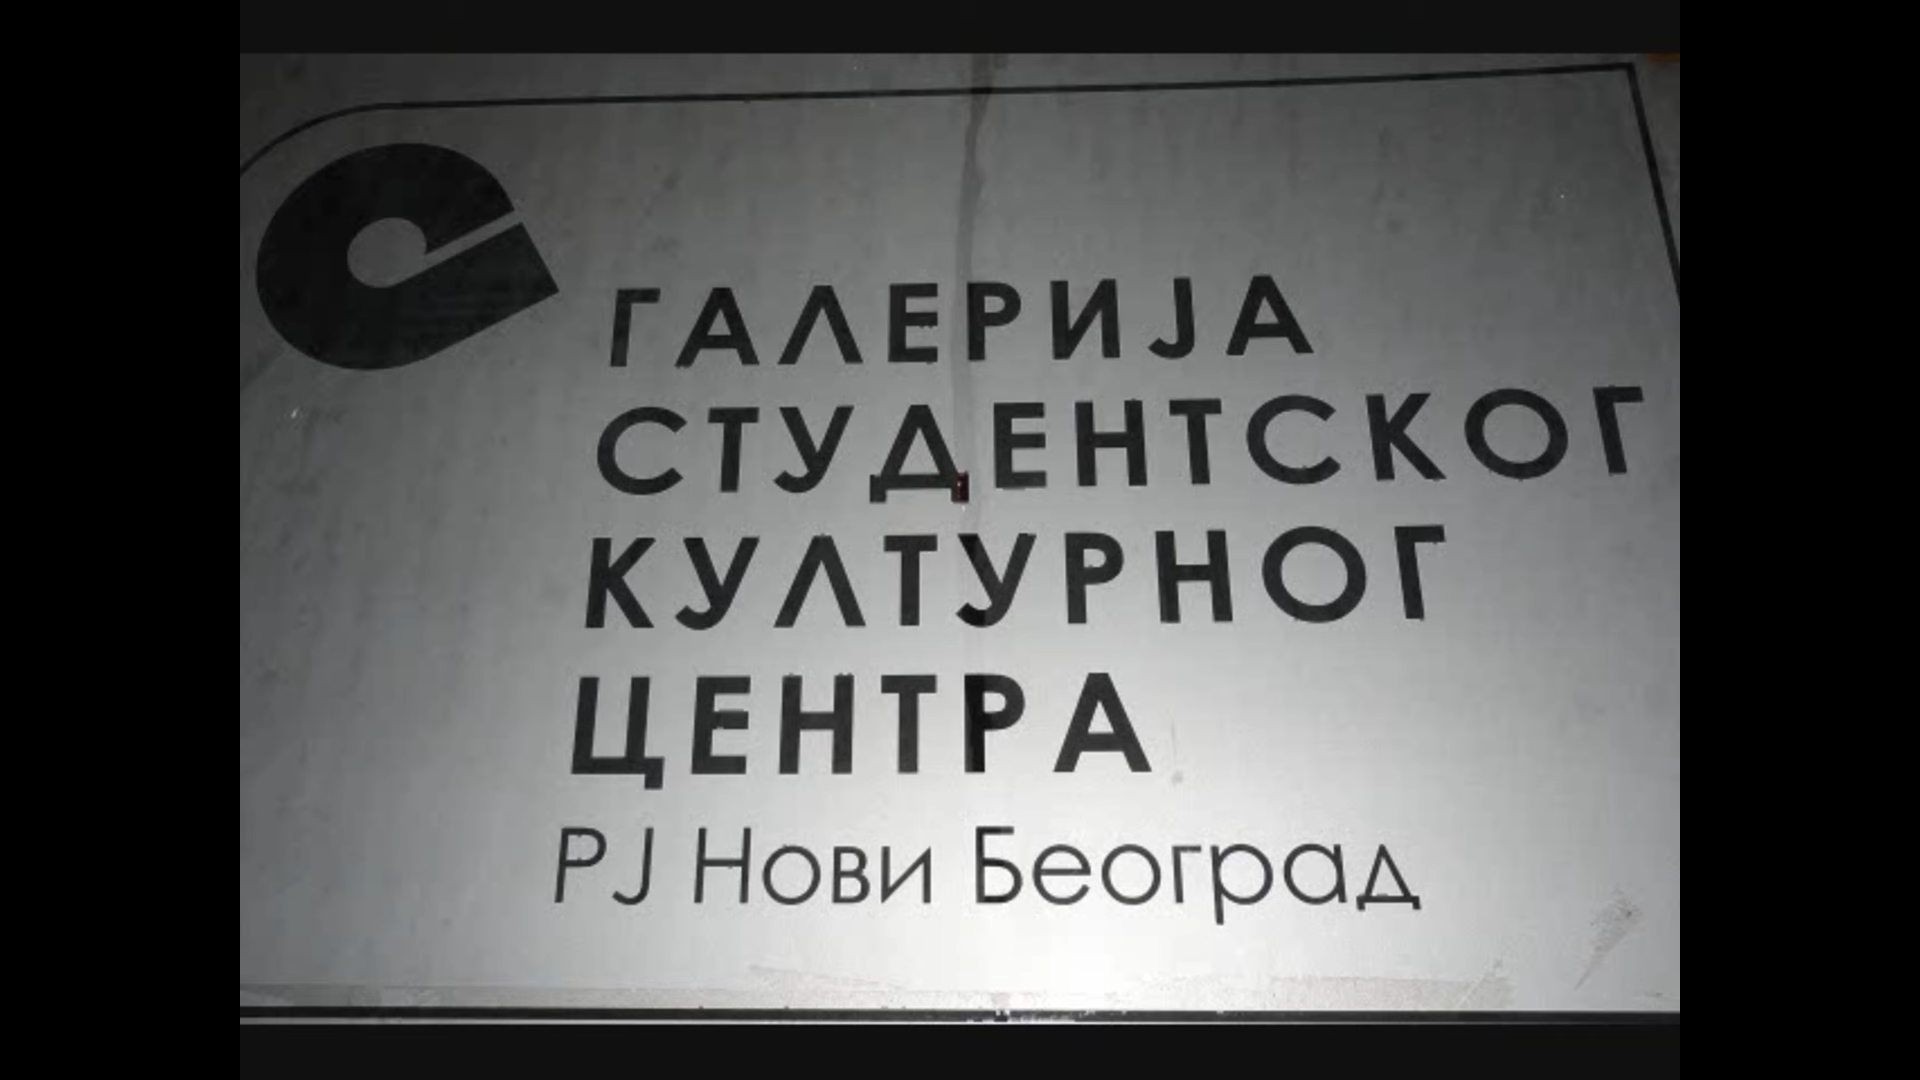 ГАЛЕРИЈА
СТУДЕНТСКОГ
КУЛТУРНОГ
ЦЕНТРА
РЈ Нови Београд